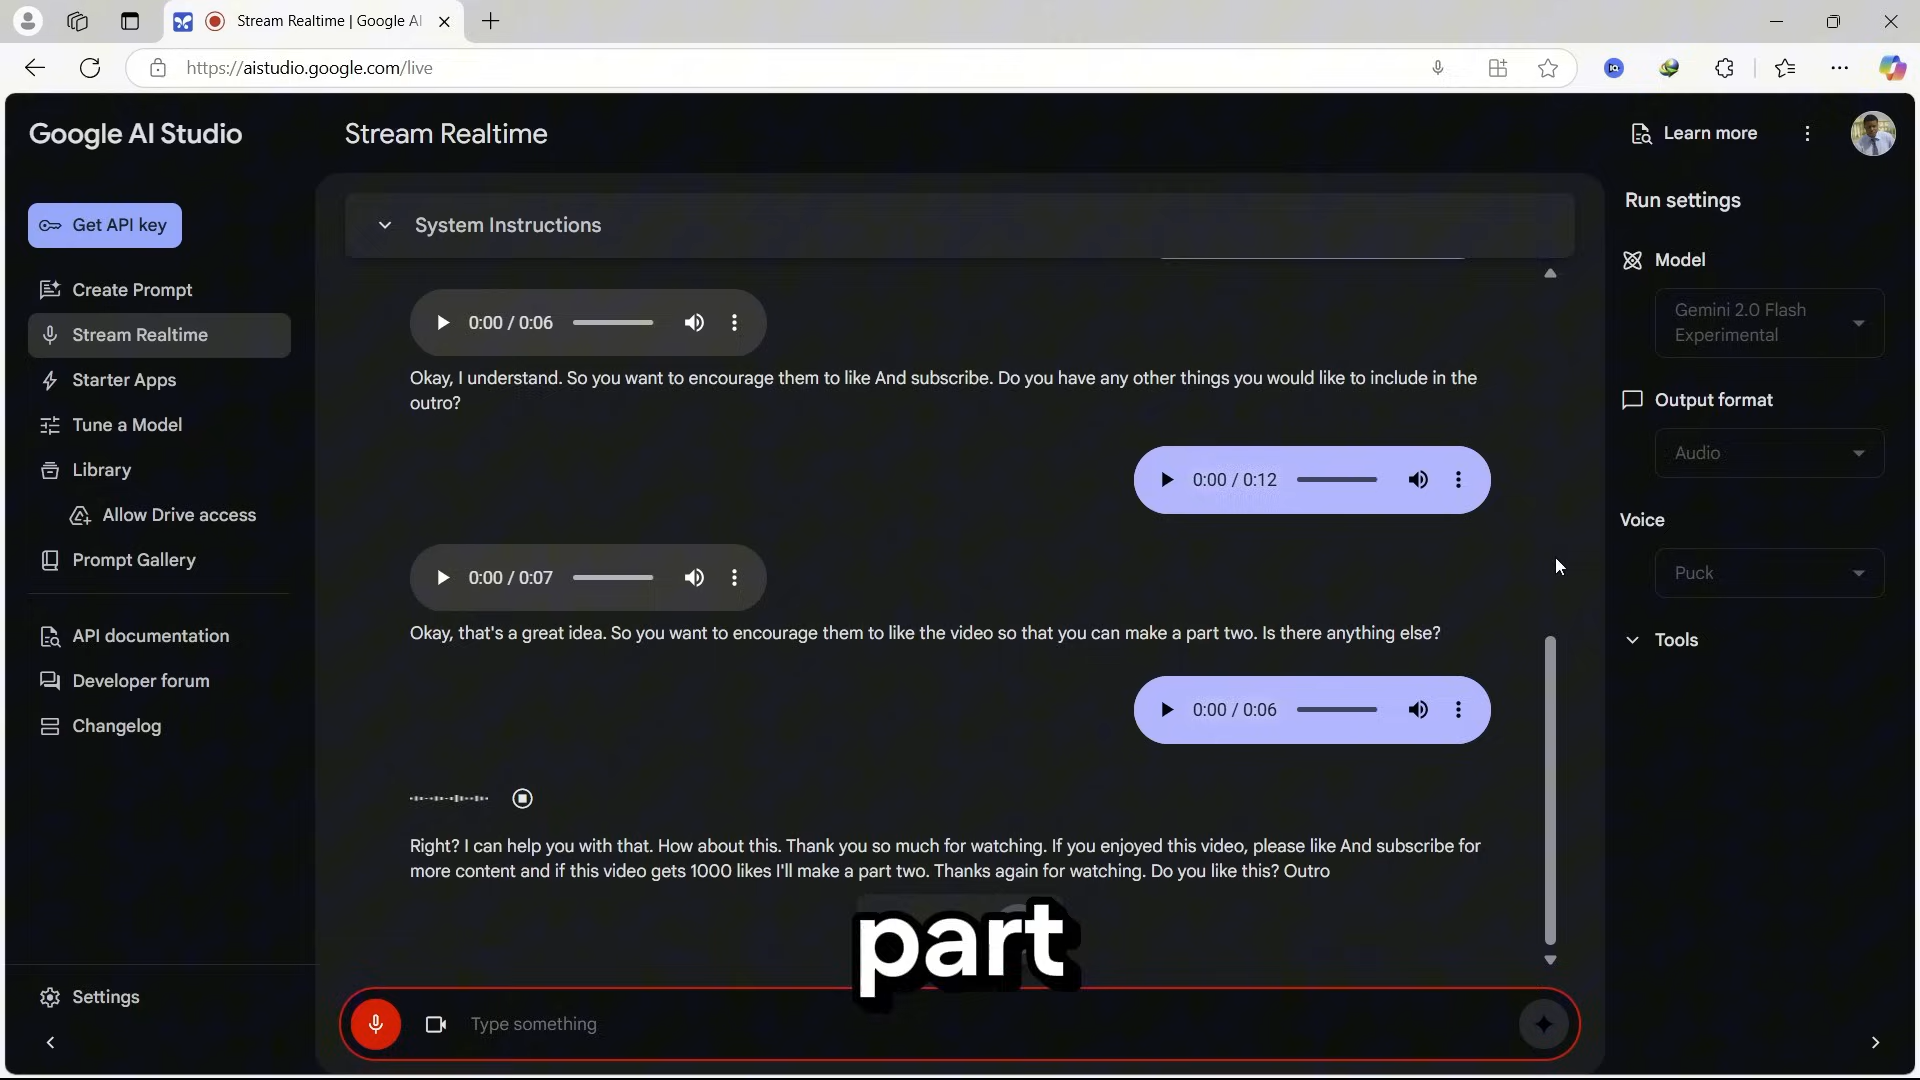 Stream Realtime | Google AI
https://aistudio.google.com/live
Google AI Studio
Stream Realtime
Learn more
Get API key
Create Prompt
Stream Realtime
Starter Apps
Tune a Model
Library
Allow Drive access
Prompt Gallery
API documentation
Developer forum
Changelog
Settings
System Instructions
0:00 / 0:06
Okay, I understand. So you want to encourage them to like And subscribe. Do you have any other things you would like to include in the
outro?
0:00 / 0:12
0:00 / 0:07
Okay, that's a great idea. So you want to encourage them to like the video so that you can make a part two. Is there anything else?
0:00 / 0:06
Right? I can help you with that. How about this. Thank you so much for watching. If you enjoyed this video, please like And subscribe for
more content and if this video gets 1000 likes I'll make a part two. Thanks again for watching. Do you like this? Outro
part
Type something
Run settings
Model
Gemini 2.0 Flash
Experimental
Output format
Audio
Voice
Puck
Tools